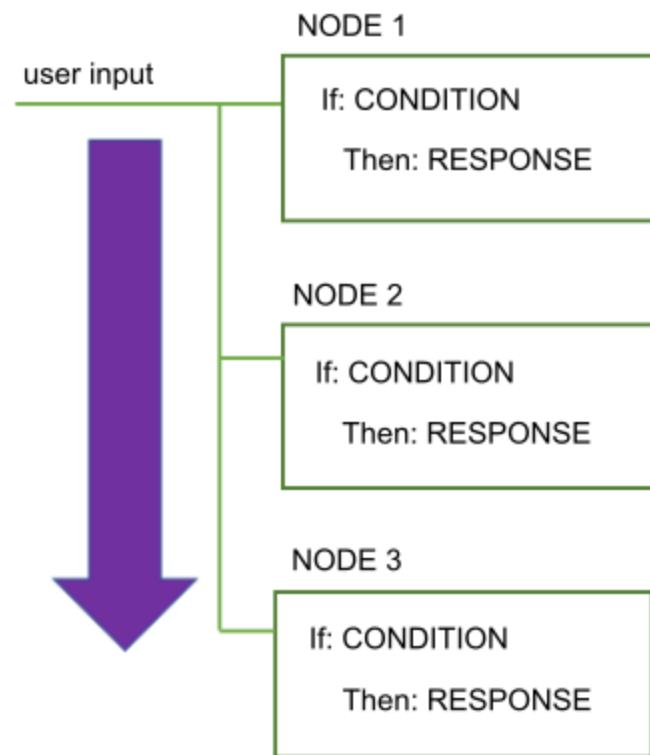 NODE 1
user input
If: CONDITION
Then: RESPONSE
NODE 2
If: CONDITION
Then: RESPONSE
NODE 3
If: CONDITION
Then: RESPONSE